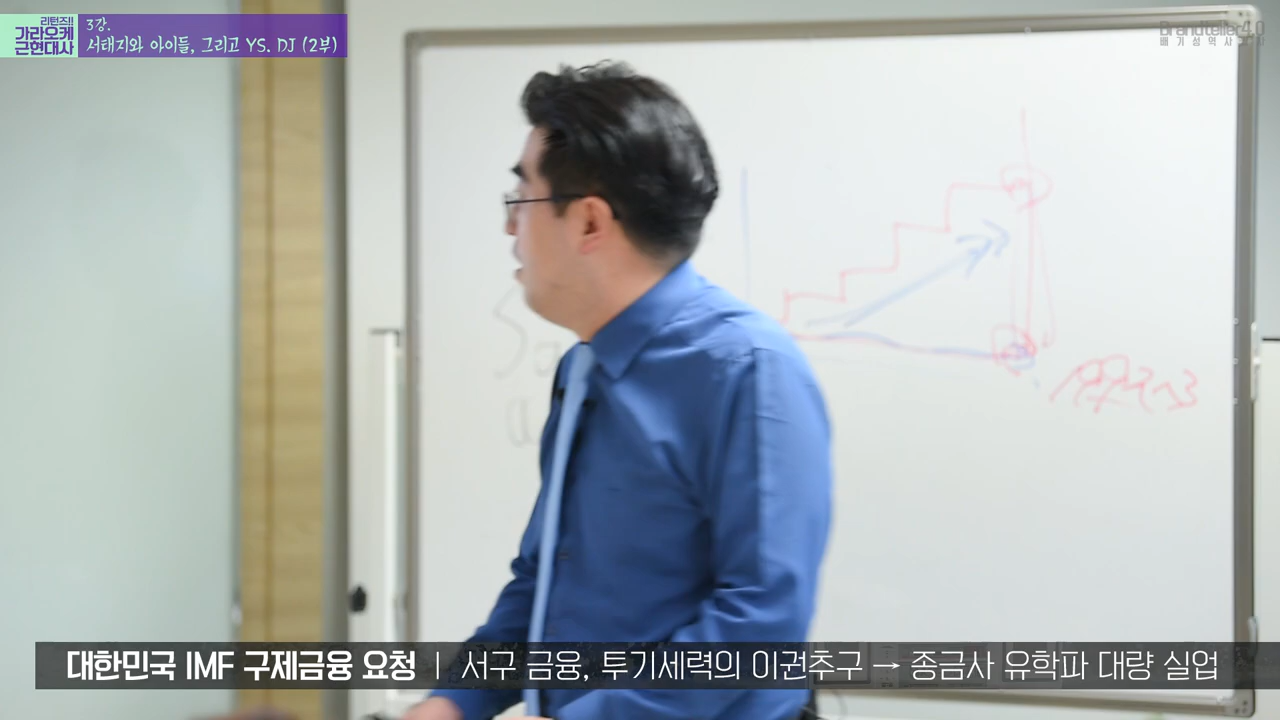 리턴즈!!
가라오케
근현대사
3강.
서태지와 아이들, 그리고 YS. DJ (2부)
Brandteller4.0
대한민국 IMF 구제금융 요청 | 서구 금융, 투기세력의 이권추구 → 종금사 유학파 대량 실업